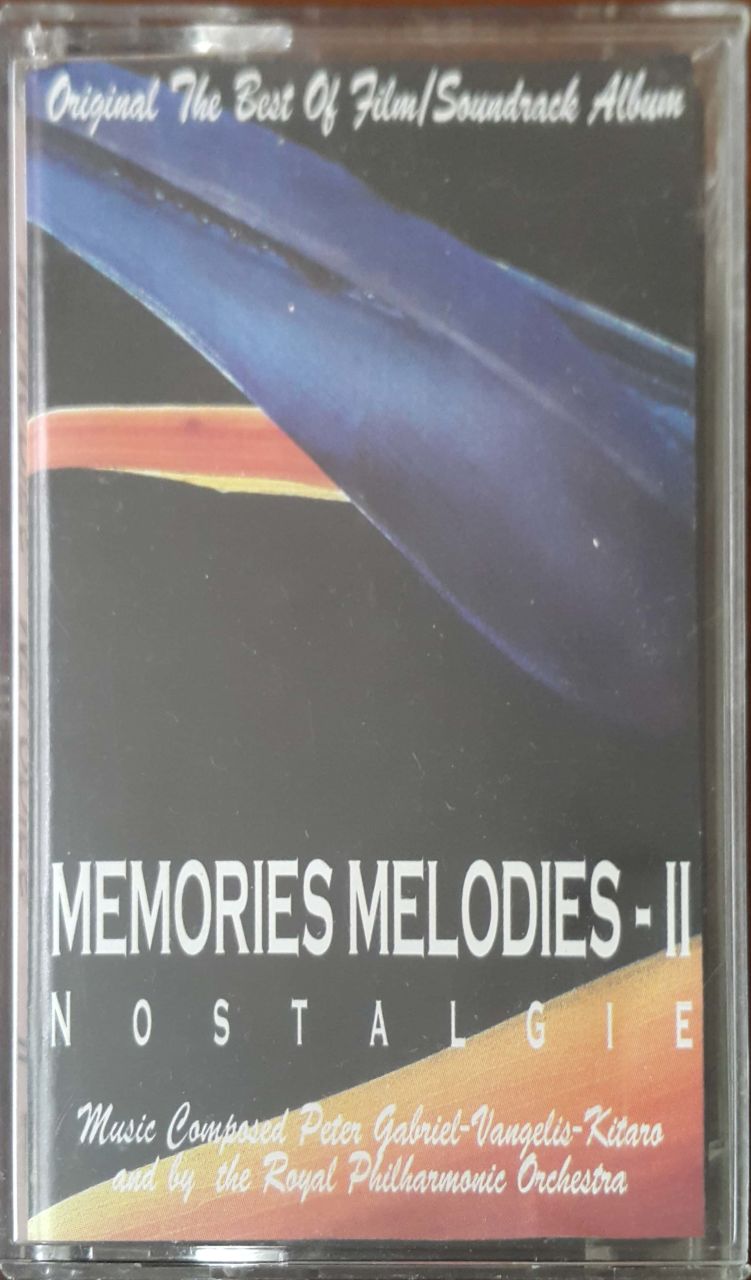 Original The Best Of Film/Soundrack Album
MEMORIES MELODIES - II
NOSTALGIE
Music Composed Peter Gabriel-Vangelis-Kitaro
and by the Royal Philharmonic Orchestra